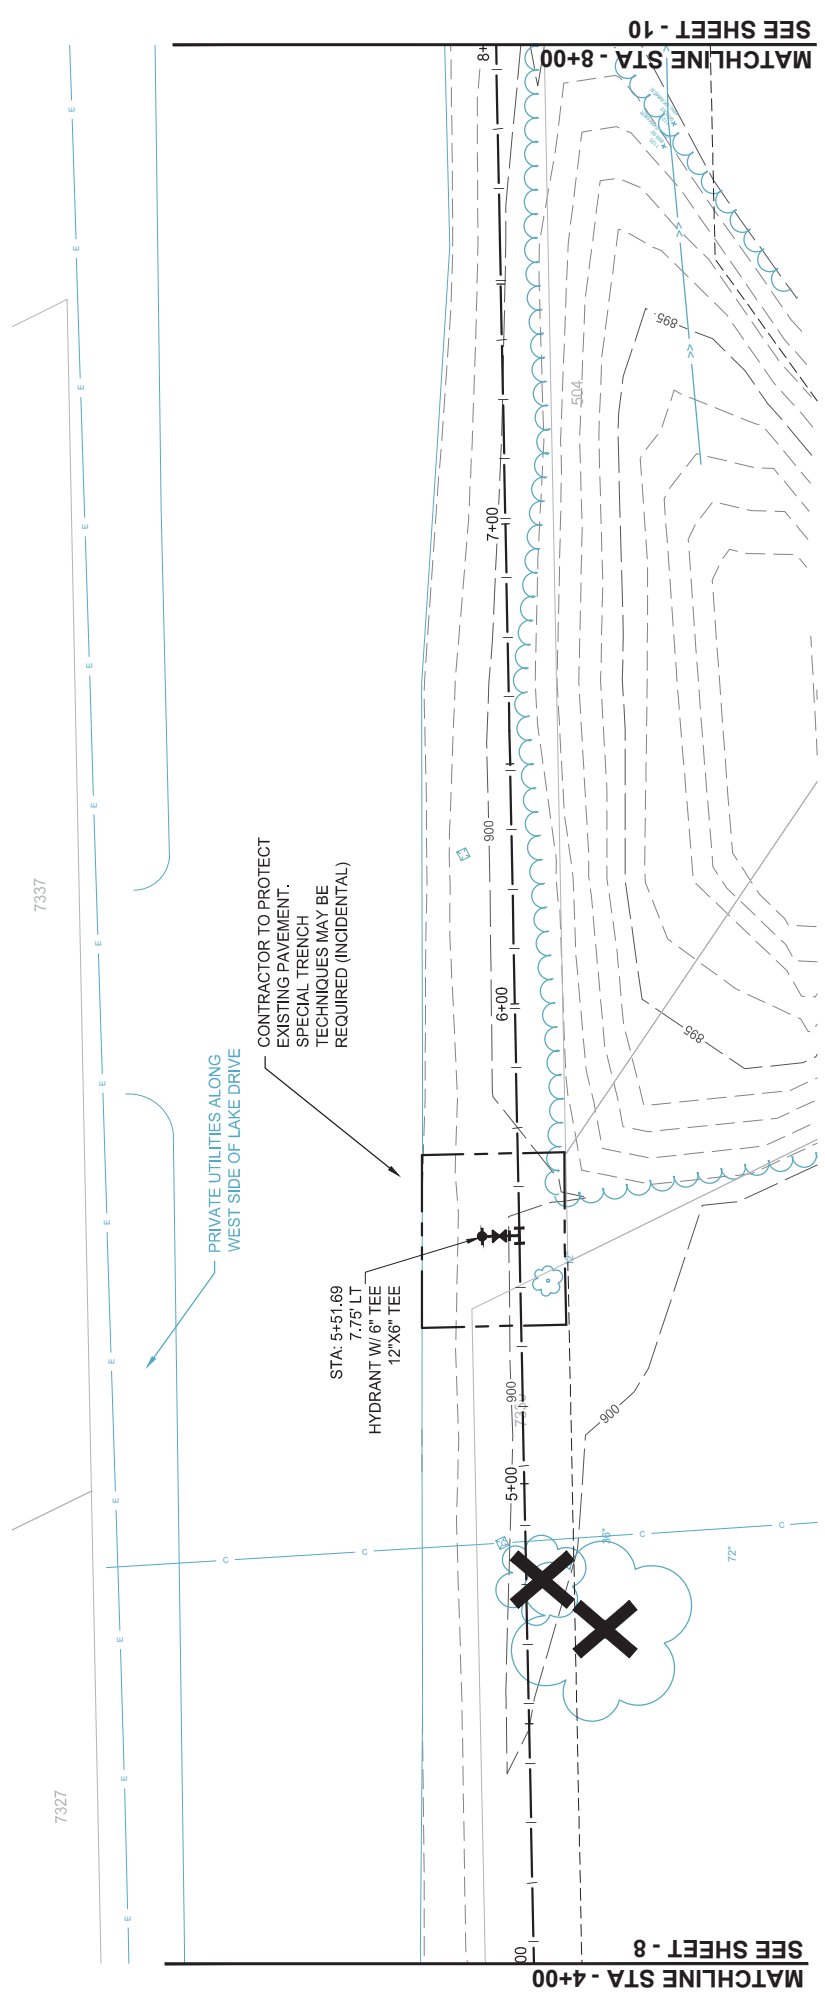 SEE SHEET - 10
MATCHLINE STA - 8+00
8+
E
E
895
504
E
7+00
E
E
E
900
7337
CONTRACTOR TO PROTECT
EXISTING PAVEMENT.
SPECIAL TRENCH
TECHNIQUES MAY BE
REQUIRED (INCIDENTAL)
E
6+00
895
PRIVATE UTILITIES ALONG
WEST SIDE OF LAKE DRIVE
E
E
STA: 5+51.69
7.75' LT
HYDRANT W/ 6" TEE
12"X6" TEE
E
900
900
5+00
E
C
C
C
C
36"
72"
E
E
7327
E
00
SEE SHEET - 8
MATCHLINE STA - 4+00